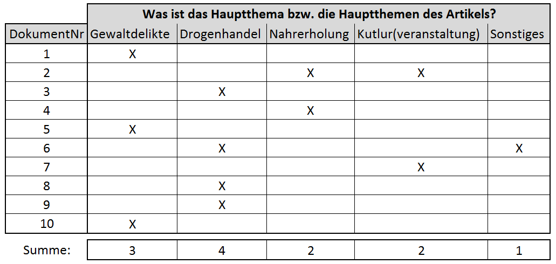 Was ist das Hauptthema bzw. die Hauptthemen des Artikels?
DokumentNr Gewaltdelikte Drogenhandel Nahrerholung Kutlur(veranstaltung) Sonstiges
1 X
2 X X
3 X
4 X
5 X
6 X X
7 X
8 X
9 X
10 X
Summe: 3 4 2 2 1